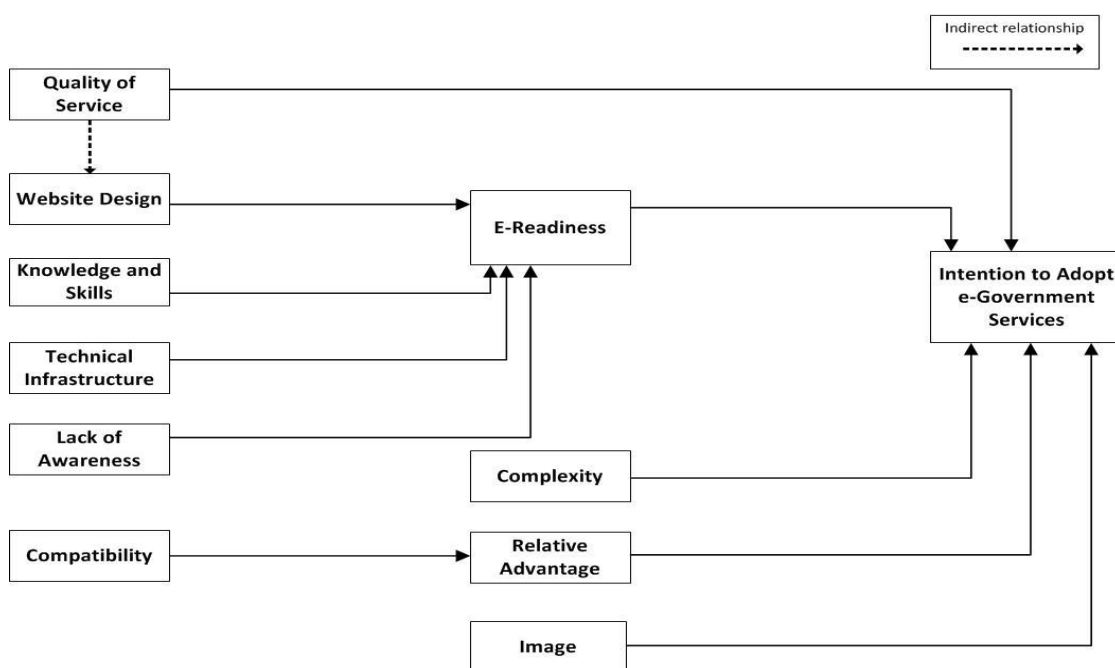 Indirect relationship
Quality of
Service
Website Design
E-Readiness
Knowledge and
Skills
Intention to Adopt
e-Government
Services
Technical
Infrastructure
Lack of
Awareness
Complexity
Compatibility
Relative
Advantage
Image